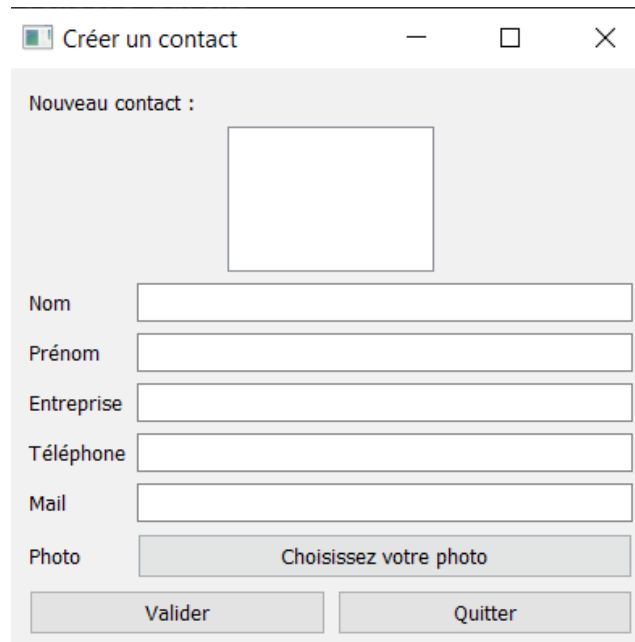 Créer un contact
Nouveau contact :
Nom
Prénom
Entreprise
Téléphone
Mail
Photo Choisissez votre photo
Valider Quitter